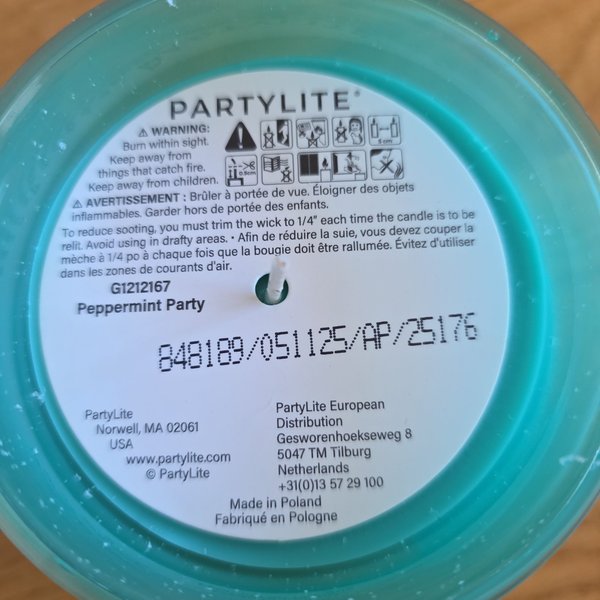 PARTYLITE®
⚠ WARNING:
Burn within sight.
Keep away from
things that catch fire.
Keep away from children.
5 cm
0.5cm
⚠ AVERTISSEMENT : Brûler à portée de vue. Éloigner des objets
inflammables. Garder hors de portée des enfants.
To reduce sooting, you must trim the wick to 1/4" each time the candle is to be
relit. Avoid using in drafty areas. • Afin de réduire la suie, vous devez couper la
mèche à 1/4 po à chaque fois que la bougie doit être rallumée. Évitez d'utiliser
dans les zones de courants d'air.
G1212167
Peppermint Party
848189/051125/AP/25176
PartyLite
Norwell, MA 02061
USA
www.partylite.com
© PartyLite
PartyLite European
Distribution
Gesworenhoekseweg 8
5047 TM Tilburg
Netherlands
+31(0)13 57 29 100
Made in Poland
Fabriqué en Pologne